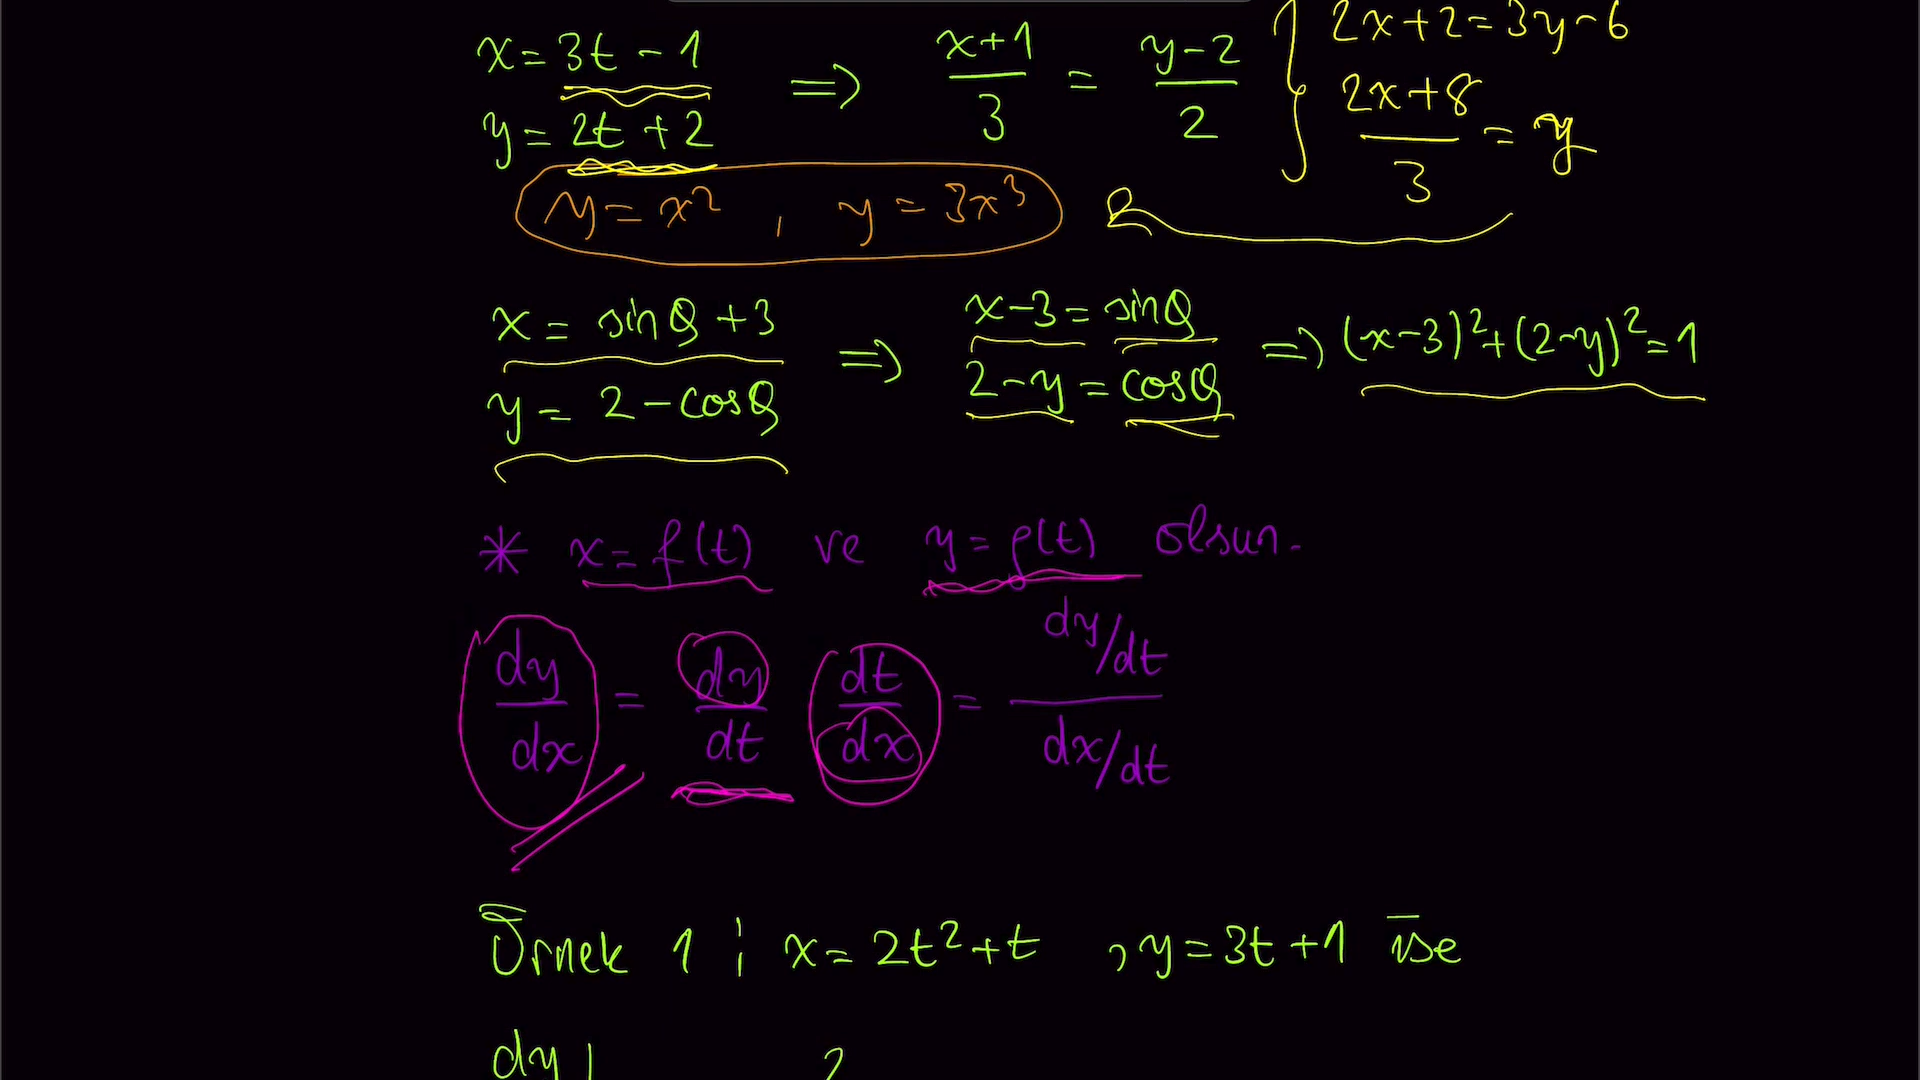 x = 3t - 1 ⟹ (x+1)/3 = (y-2)/2 { 2x+2 = 3y-6
y = 2t + 2 (2x+8)/3 = y
y = x² , y = 3x³
x = sinθ + 3 ⟹ x-3 = sinθ ⟹ (x-3)² + (2-y)² = 1
y = 2 - cosθ 2-y = cosθ
* x = f(t) ve y = g(t) olsun.
dy/dx = dy/dt dt/dx = (dy/dt)/(dx/dt)
Örnek 1 : x = 2t² + t , y = 3t + 1 ise
dy | ?